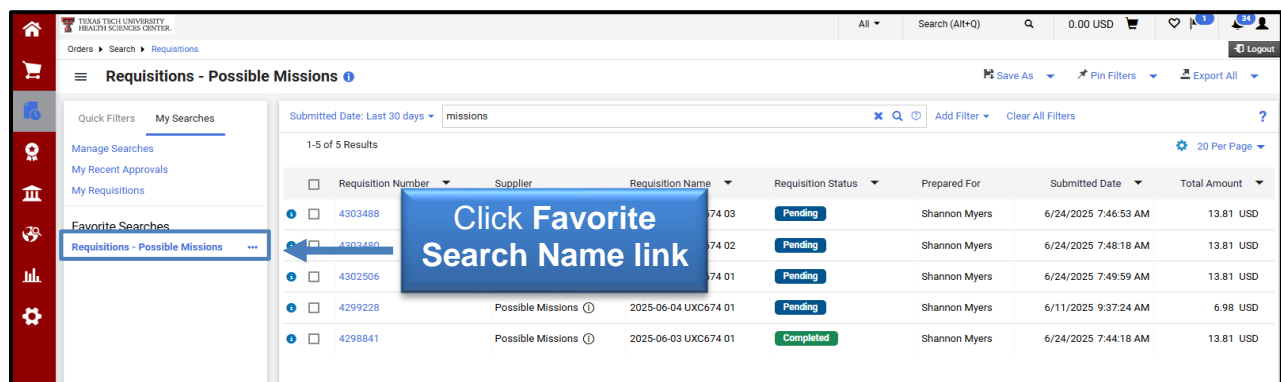 TEXAS TECH UNIVERSITY
HEALTH SCIENCES CENTER.
All
Search (Alt+Q)
0.00 USD
1
34
Orders Search Requisitions
Logout
Requisitions - Possible Missions
Save As
Pin Filters
Export All
Quick Filters
My Searches
Manage Searches
My Recent Approvals
My Requisitions
Favorite Searches
Requisitions - Possible Missions ...
Submitted Date: Last 30 days
missions
Add Filter
Clear All Filters
?
1-5 of 5 Results
20 Per Page
Requisition Number Supplier Requisition Name Requisition Status Prepared For Submitted Date Total Amount
4303488 674 03 Pending Shannon Myers 6/24/2025 7:46:53 AM 13.81 USD
674 02 Pending Shannon Myers 6/24/2025 7:48:18 AM 13.81 USD
4302506 674 01 Pending Shannon Myers 6/24/2025 7:49:59 AM 13.81 USD
4299228 Possible Missions 2025-06-04 UXC674 01 Pending Shannon Myers 6/11/2025 9:37:24 AM 6.98 USD
4298841 Possible Missions 2025-06-03 UXC674 01 Completed Shannon Myers 6/24/2025 7:44:18 AM 13.81 USD
Click Favorite
Search Name link